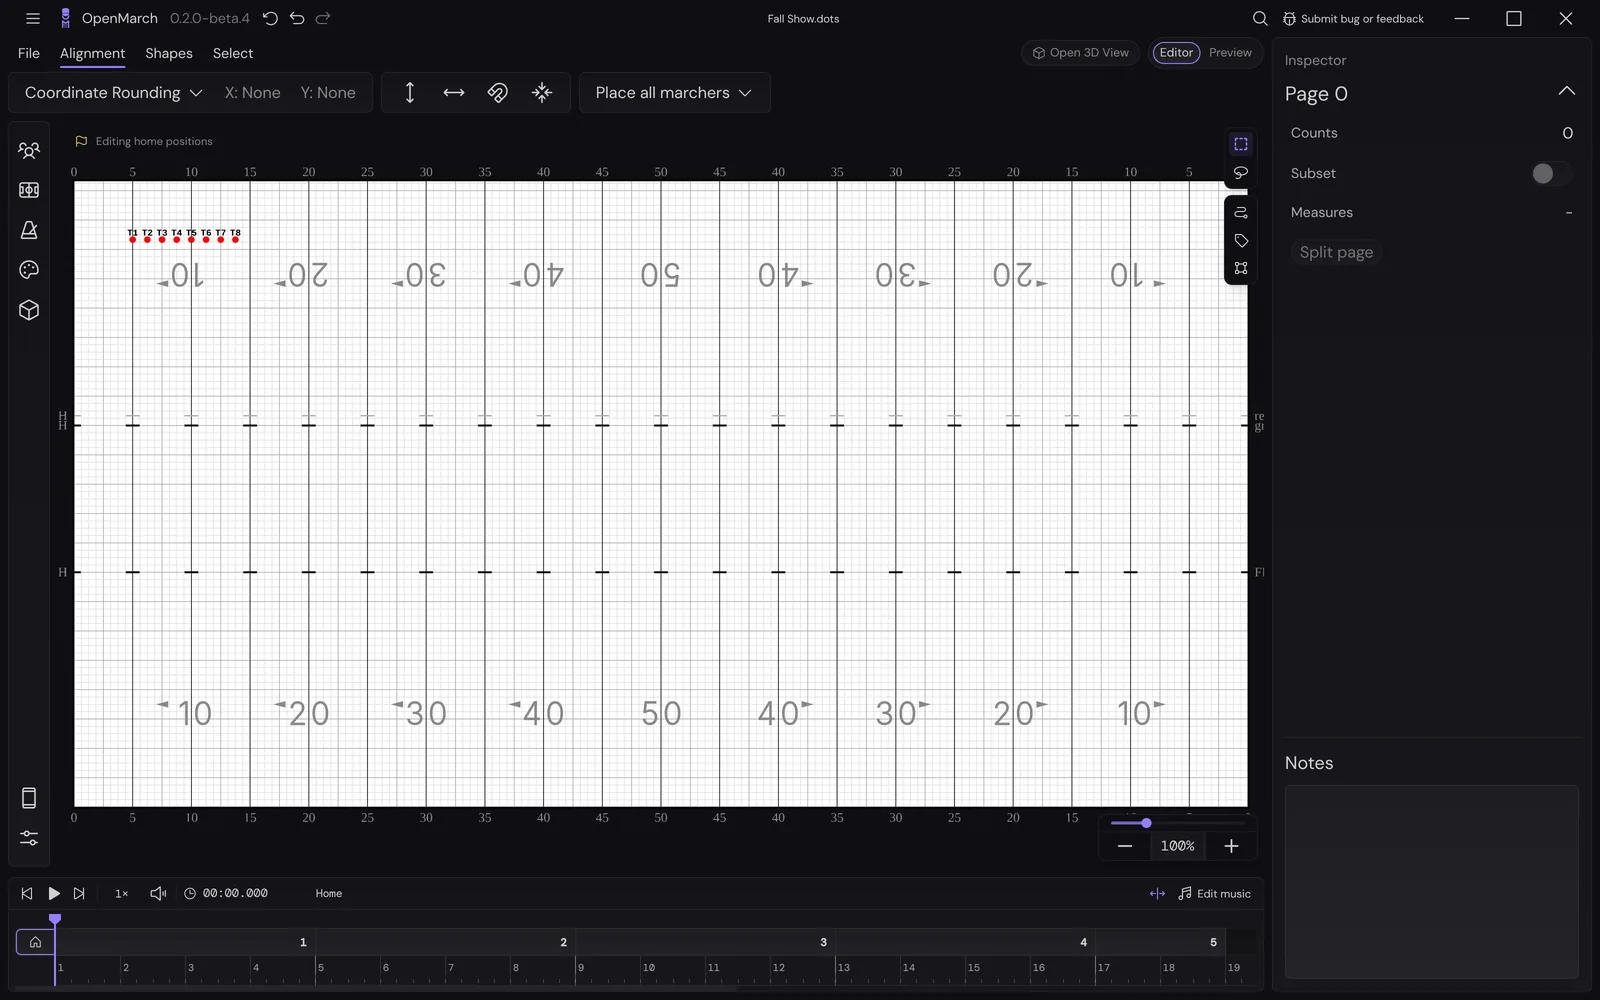 OpenMarch 0.2.0-beta.4
Fall Show.dots
Submit bug or feedback
File Alignment Shapes Select
Open 3D View Editor Preview
Coordinate Rounding X: None Y: None
Place all marchers
Inspector
Page 0
Counts 0
Subset
Measures -
Split page
Editing home positions
0 5 10 15 20 25 30 35 40 45 50 45 40 35 30 25 20 15 10 5
T1 T2 T3 T4 T5 T6 T7 T8
10 20 30 40 50 40 30 20 10
H re
H gr
H
10 20 30 40 50 40 30 20 10
0 5 10 15 20 25 30 35 40 45 50 45 40 35 30 25 20 15
100%
Notes
1× 00:00.000 Home Edit music
1 2 3 4 5
1 2 3 4 5 6 7 8 9 10 11 12 13 14 15 16 17 18 19